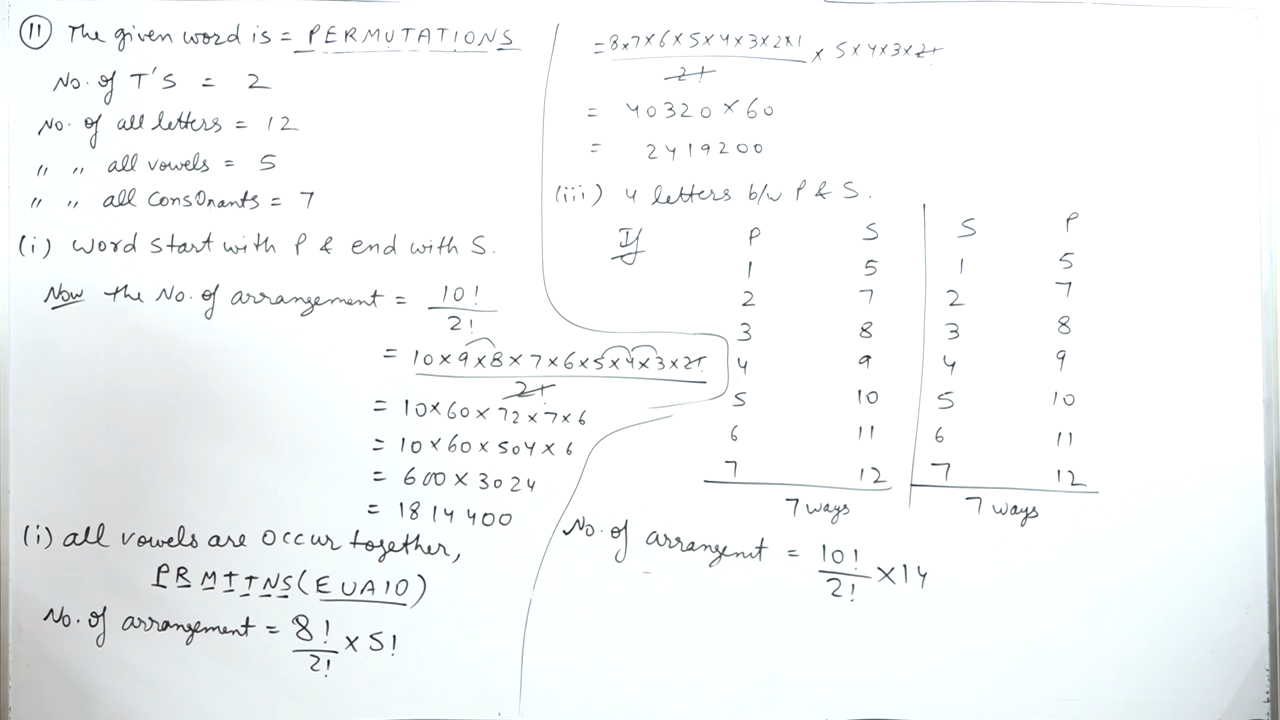 (11) The given word is = PERMUTATIONS
No. of T'S = 2
No. of all letters = 12
" " all vowels = 5
" " all consonants = 7
(i) word start with P & end with S.
Now the No. of arrangement = 10! / 2!
= 10×9×8×7×6×5×4×3×2! / 2!
= 10×60×72×7×6
= 10×60×504×6
= 600×3024
= 1814400
(i) all vowels are occur together,
PRMTTNS(EUAIO)
No. of arrangement = 8! / 2! × 5!
= 8×7×6×5×4×3×2×1 / 2! × 5×4×3×2!
= 40320×60
= 2419200
(iii) 4 letters b/w P & S.
If P S S P
1 5 1 5
2 7 2 7
3 8 3 8
4 9 4 9
5 10 5 10
6 11 6 11
7 12 7 12
7 ways 7 ways
No. of arrangemt = 10! / 2! × 14